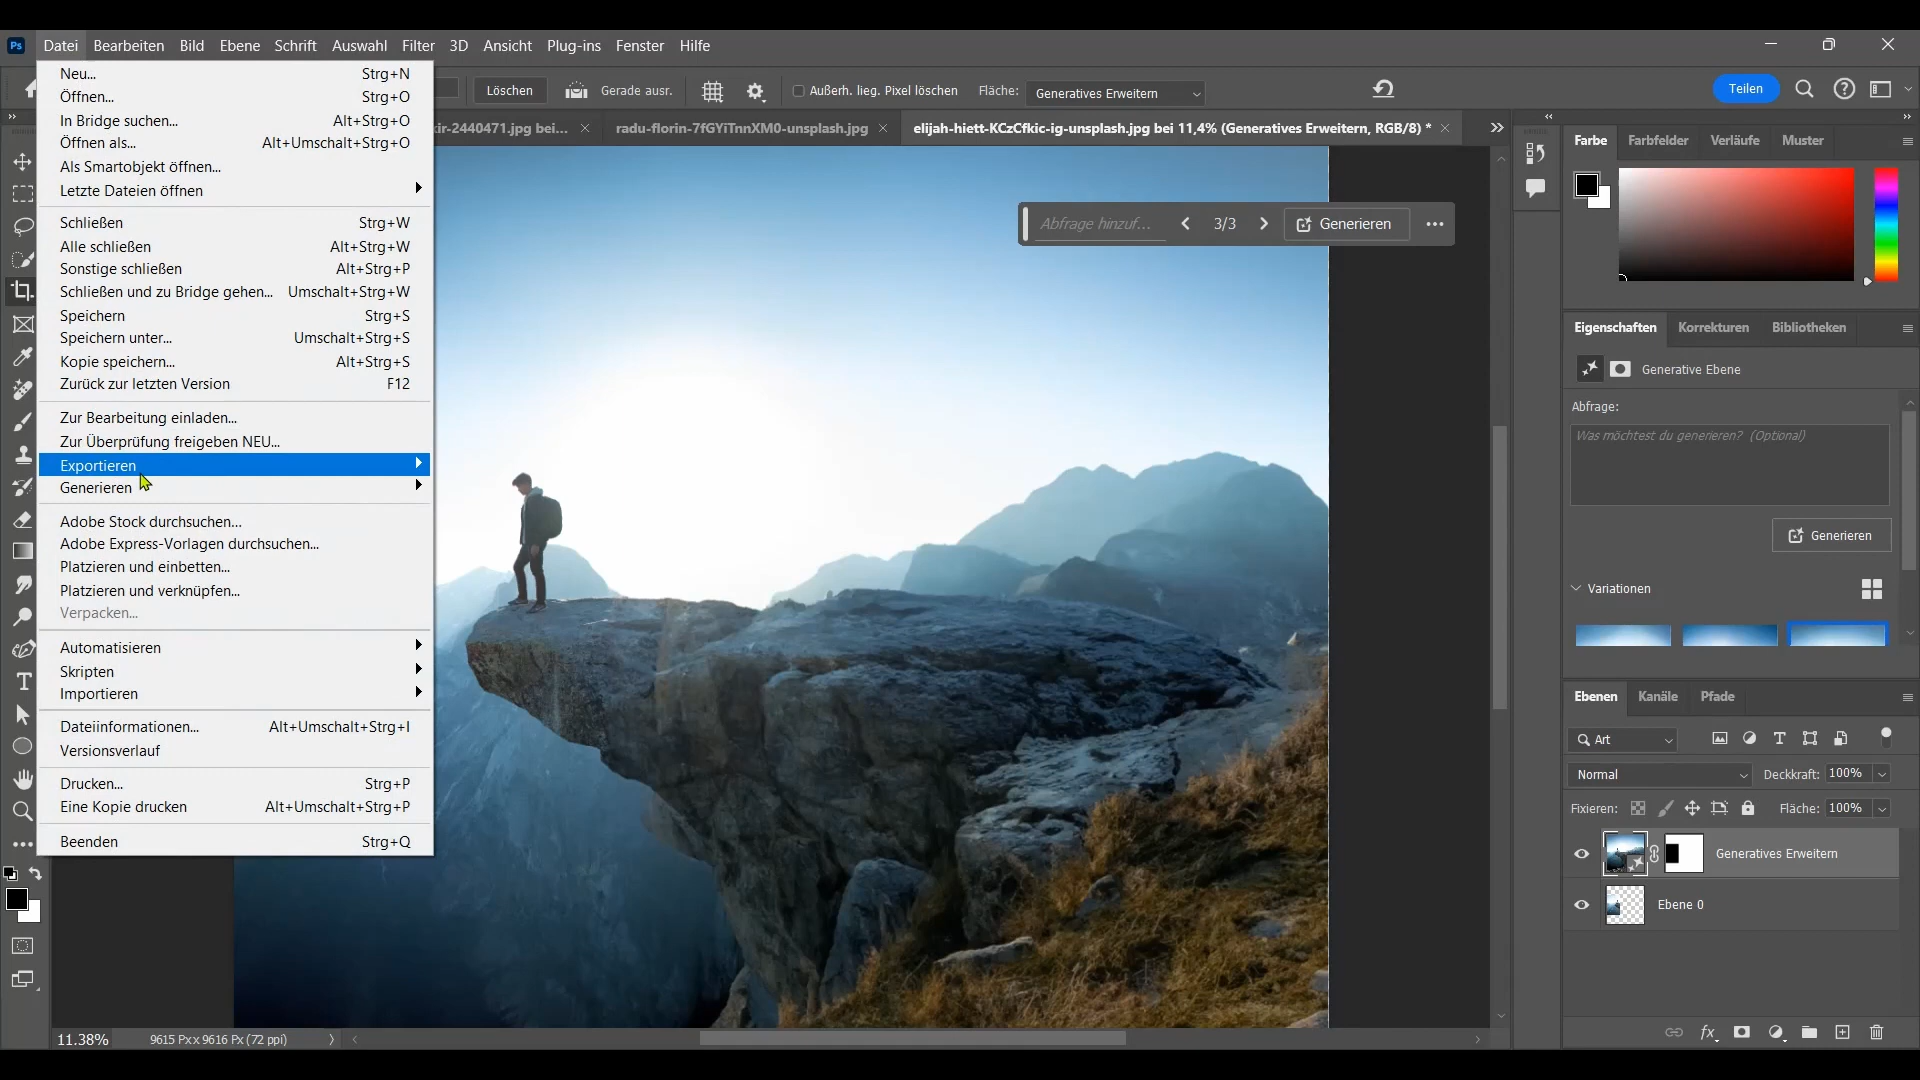 Ps Datei Bearbeiten Bild Ebene Schrift Auswahl Filter 3D Ansicht Plug-ins Fenster Hilfe
Löschen Gerade ausr. Außerh. lieg. Pixel löschen Fläche: Generatives Erweitern Teilen
ir-2440471.jpg bei... radu-florin-7fGYiTnnXM0-unsplash.jpg elijah-hiett-KCzCfkic-ig-unsplash.jpg bei 11,4% (Generatives Erweitern, RGB/8) *
Neu... Strg+N
Öffnen... Strg+O
In Bridge suchen... Alt+Strg+O
Öffnen als... Alt+Umschalt+Strg+O
Als Smartobjekt öffnen...
Letzte Dateien öffnen
Schließen Strg+W
Alle schließen Alt+Strg+W
Sonstige schließen Alt+Strg+P
Schließen und zu Bridge gehen... Umschalt+Strg+W
Speichern Strg+S
Speichern unter... Umschalt+Strg+S
Kopie speichern... Alt+Strg+S
Zurück zur letzten Version F12
Zur Bearbeitung einladen...
Zur Überprüfung freigeben NEU...
Exportieren
Generieren
Adobe Stock durchsuchen...
Adobe Express-Vorlagen durchsuchen...
Platzieren und einbetten...
Platzieren und verknüpfen...
Verpacken...
Automatisieren
Skripten
Importieren
Dateiinformationen... Alt+Umschalt+Strg+I
Versionsverlauf
Drucken... Strg+P
Eine Kopie drucken Alt+Umschalt+Strg+P
Beenden Strg+Q
Abfrage hinzuf... 3/3 Generieren
Farbe Farbfelder Verläufe Muster
Eigenschaften Korrekturen Bibliotheken
Generative Ebene
Abfrage:
Was möchtest du generieren? (Optional)
Generieren
Variationen
Ebenen Kanäle Pfade
Art
Normal Deckkraft: 100%
Fixieren: Fläche: 100%
Generatives Erweitern
Ebene 0
fx
11.38% 9615 Px x 9616 Px (72 ppi)